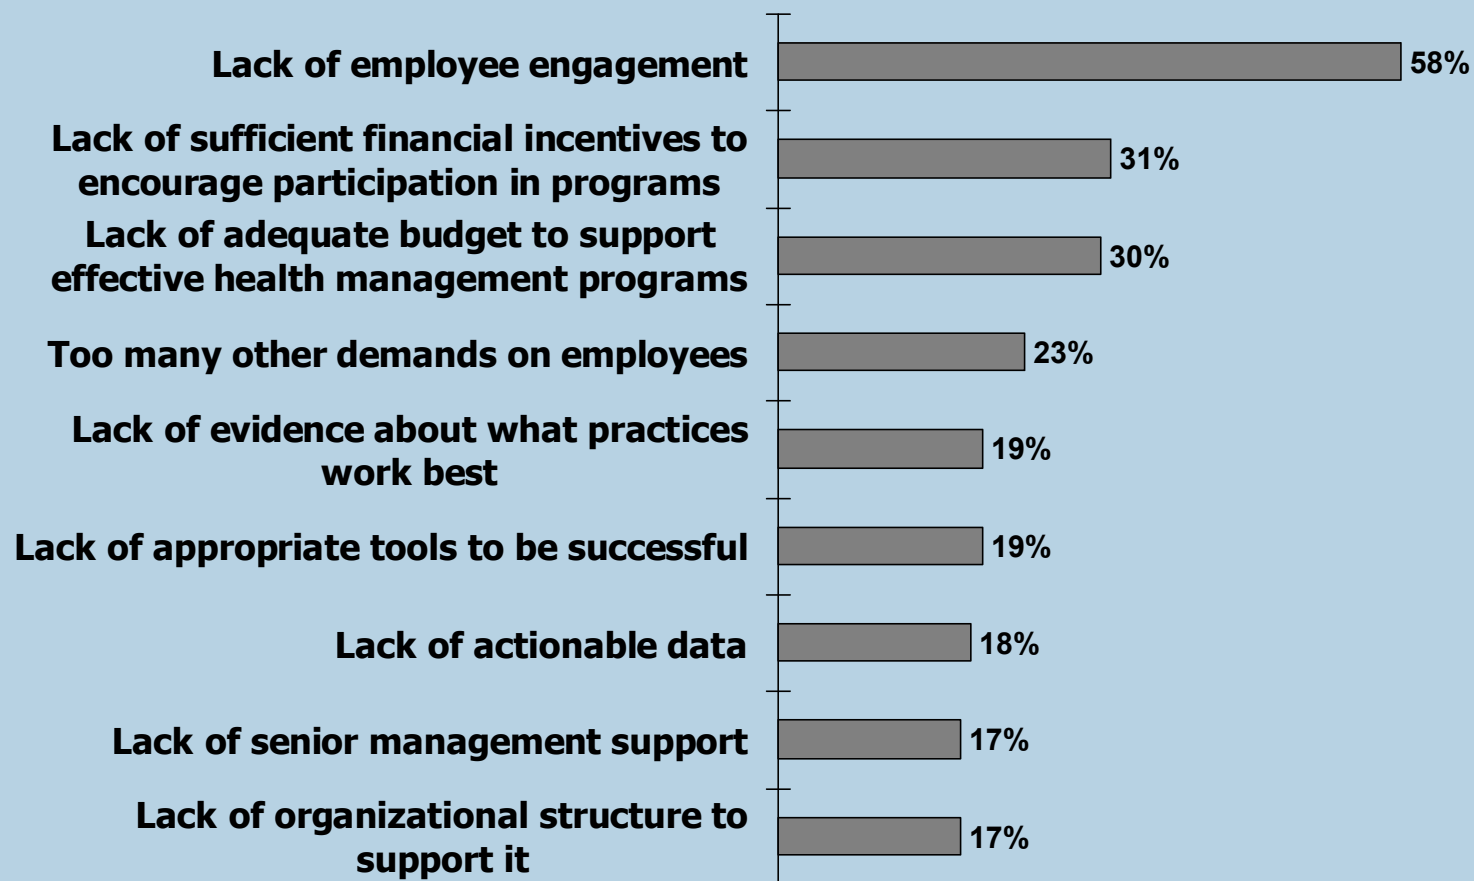 Lack of employee engagement
58%
Lack of sufficient financial incentives to
encourage participation in programs
31%
Lack of adequate budget to support
effective health management programs
30%
Too many other demands on employees
23%
Lack of evidence about what practices
work best
19%
Lack of appropriate tools to be successful
19%
Lack of actionable data
18%
Lack of senior management support
17%
Lack of organizational structure to
support it
17%